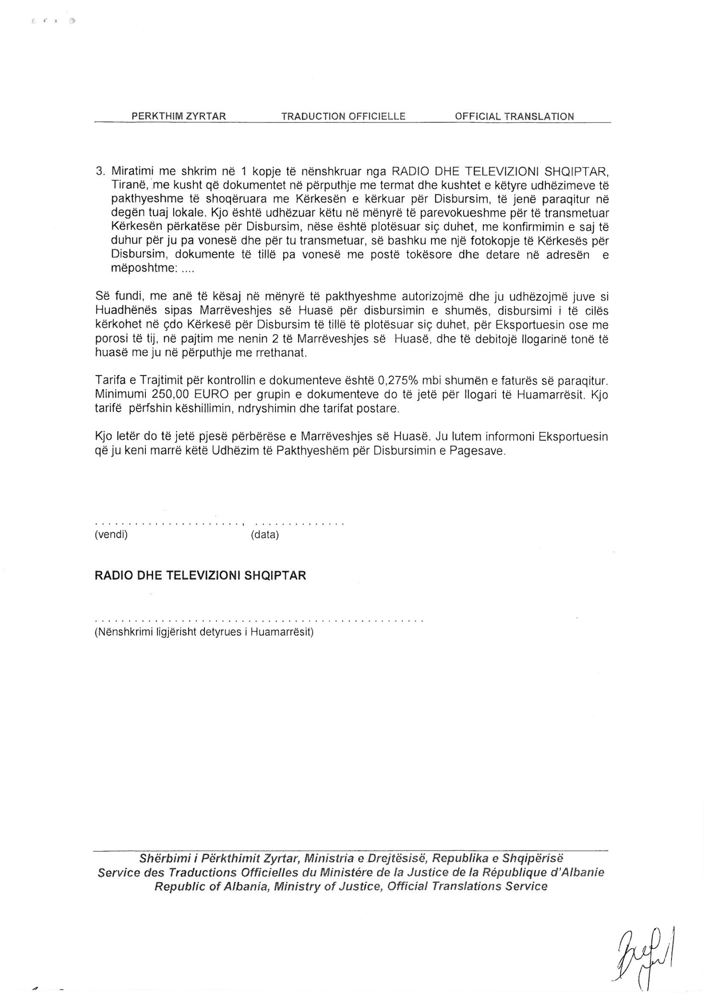 PERKTHIM ZYRTAR TRADUCTION OFFICIELLE OFFICIAL TRANSLATION
3. Miratimi me shkrim në 1 kopje të nënshkruar nga RADIO DHE TELEVIZIONI SHQIPTAR,
Tiranë, me kusht që dokumentet në përputhje me termat dhe kushtet e këtyre udhëzimeve të
pakthyeshme të shoqëruara me Kërkesën e kërkuar për Disbursim, të jenë paraqitur në
degën tuaj lokale. Kjo është udhëzuar këtu në mënyrë të parevokueshme për të transmetuar
Kërkesën përkatëse për Disbursim, nëse është plotësuar siç duhet, me konfirmimin e saj të
duhur për ju pa vonesë dhe për tu transmetuar, së bashku me një fotokopje të Kërkesës për
Disbursim, dokumente të tillë pa vonesë me postë tokësore dhe detare në adresën e
mëposhtme: ....
Së fundi, me anë të kësaj në mënyrë të pakthyeshme autorizojmë dhe ju udhëzojmë juve si
Huadhënës sipas Marrëveshjes së Huasë për disbursimin e shumës, disbursimi i të cilës
kërkohet në çdo Kërkesë për Disbursim të tillë të plotësuar siç duhet, për Eksportuesin ose me
porosi të tij, në pajtim me nenin 2 të Marrëveshjes së Huasë, dhe të debitojë llogarinë tonë të
huasë me ju në përputhje me rrethanat.
Tarifa e Trajtimit për kontrollin e dokumenteve është 0,275% mbi shumën e faturës së paraqitur.
Minimumi 250,00 EURO per grupin e dokumenteve do të jetë për llogari të Huamarrësit. Kjo
tarifë përfshin këshillimin, ndryshimin dhe tarifat postare.
Kjo letër do të jetë pjesë përbërëse e Marrëveshjes së Huasë. Ju lutem informoni Eksportuesin
që ju keni marrë këtë Udhëzim të Pakthyeshëm për Disbursimin e Pagesave.
. . . . . . . . . . . . . . . . . . . . . . , . . . . . . . . . . . . . .
(vendi) (data)
RADIO DHE TELEVIZIONI SHQIPTAR
. . . . . . . . . . . . . . . . . . . . . . . . . . . . . . . . . . . . . . . . . . . . . . . . . .
(Nënshkrimi ligjërisht detyrues i Huamarrësit)
Shërbimi i Përkthimit Zyrtar, Ministria e Drejtësisë, Republika e Shqipërisë
Service des Traductions Officielles du Ministére de la Justice de la République d'Albanie
Republic of Albania, Ministry of Justice, Official Translations Service